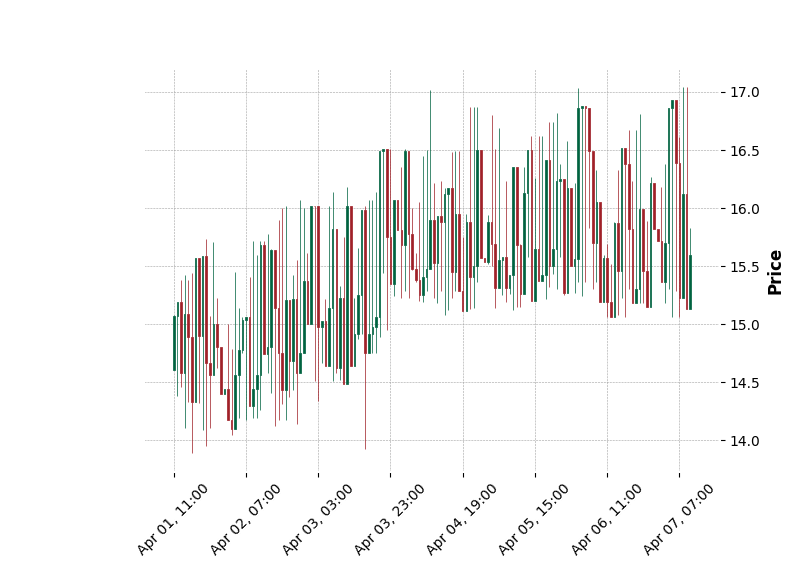 17.0
16.5
16.0
15.5
15.0
14.5
14.0
Price
Apr 01, 11:00
Apr 02, 07:00
Apr 03, 03:00
Apr 03, 23:00
Apr 04, 19:00
Apr 05, 15:00
Apr 06, 11:00
Apr 07, 07:00